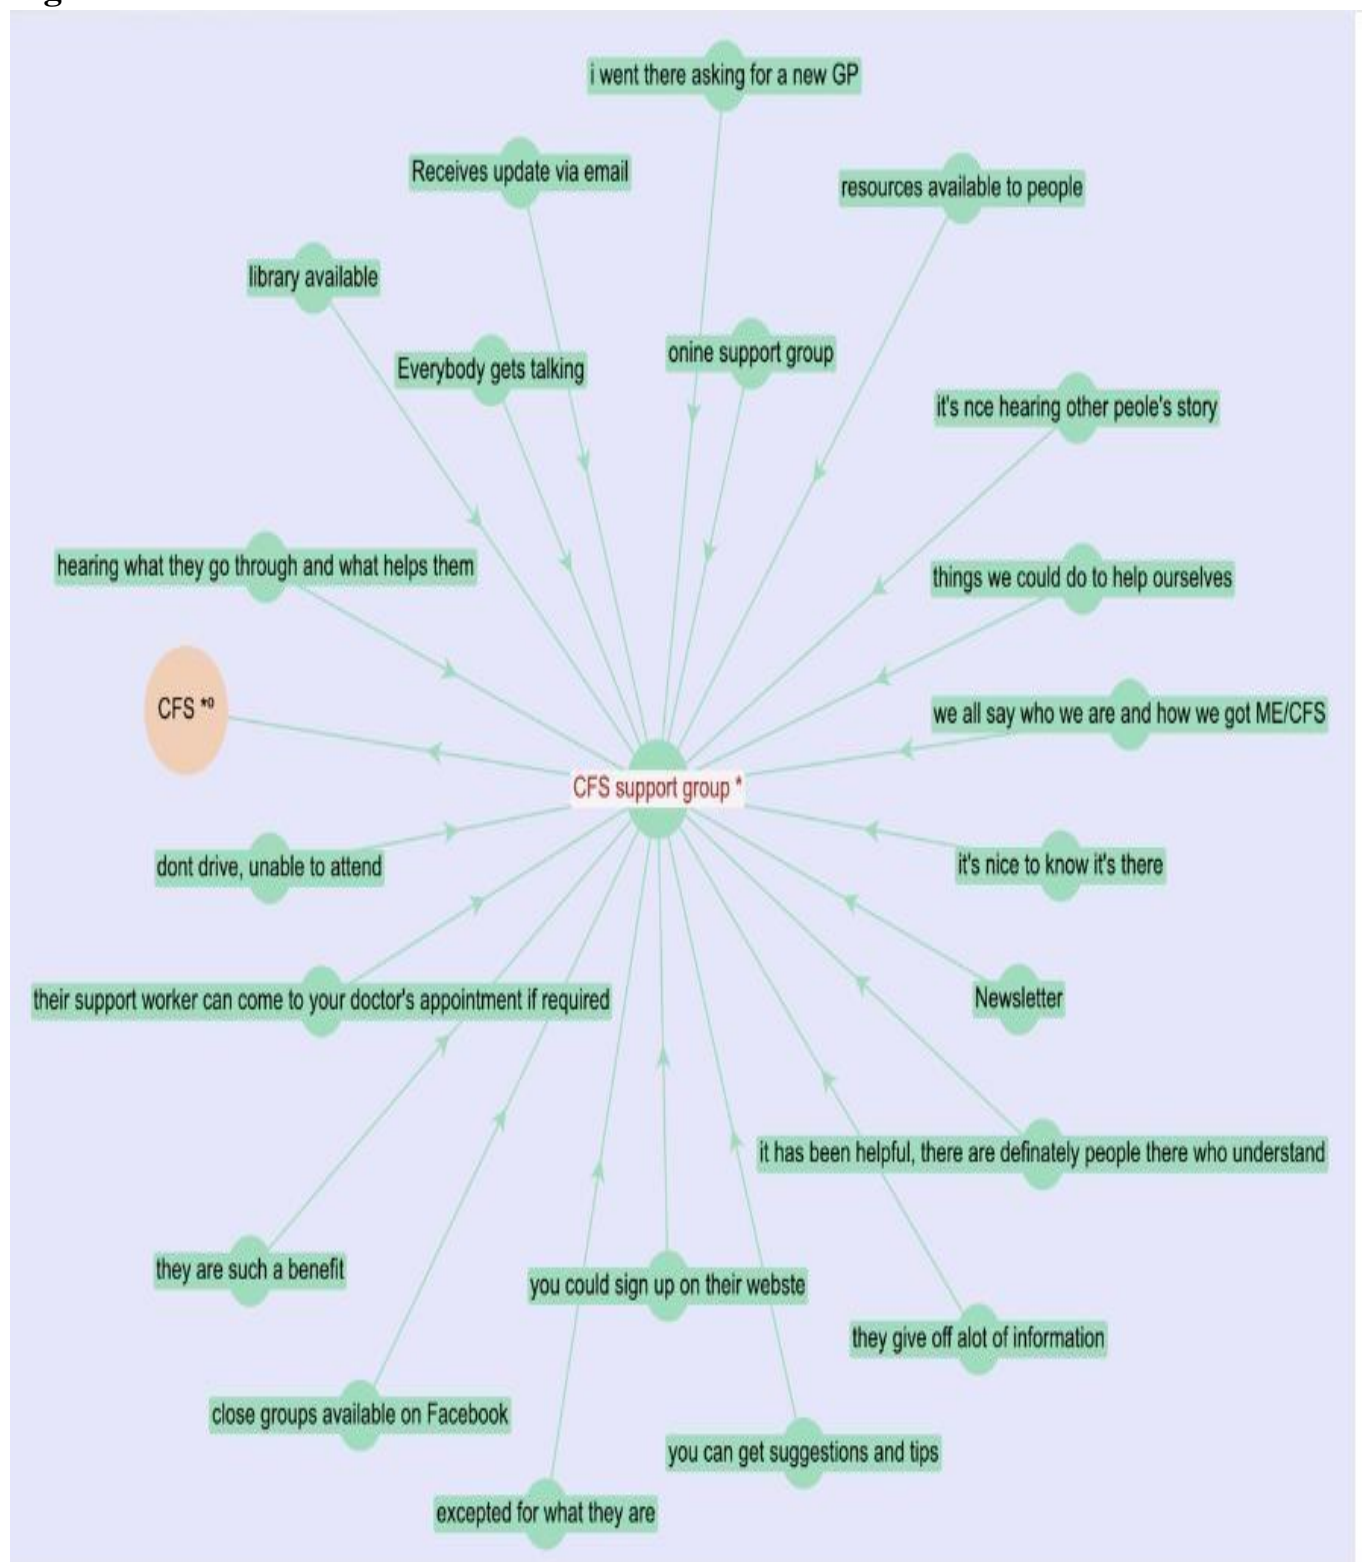 i went there asking for a new GP
Receives update via email
resources available to people
library available
Everybody gets talking
onine support group
it's nce hearing other peole's story
hearing what they go through and what helps them
things we could do to help ourselves
CFS *º
we all say who we are and how we got ME/CFS
CFS support group *
dont drive, unable to attend
it's nice to know it's there
their support worker can come to your doctor's appointment if required
Newsletter
it has been helpful, there are definately people there who understand
they are such a benefit
you could sign up on their webste
they give off alot of information
close groups available on Facebook
you can get suggestions and tips
excepted for what they are